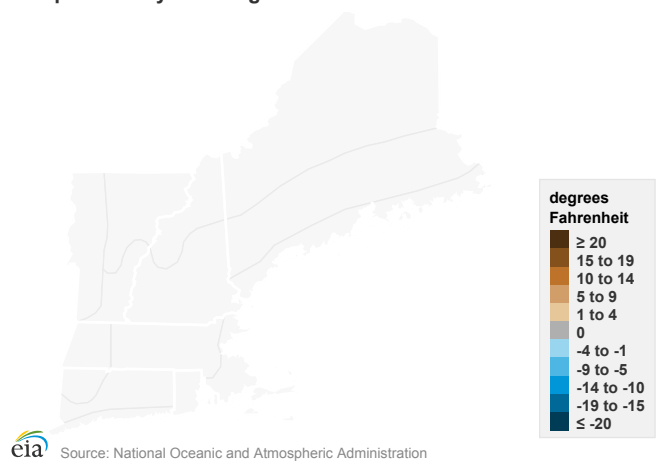 degrees
Fahrenheit
≥ 20
15 to 19
10 to 14
5 to 9
1 to 4
0
-4 to -1
-9 to -5
-14 to -10
-19 to -15
≤ -20
eia Source: National Oceanic and Atmospheric Administration